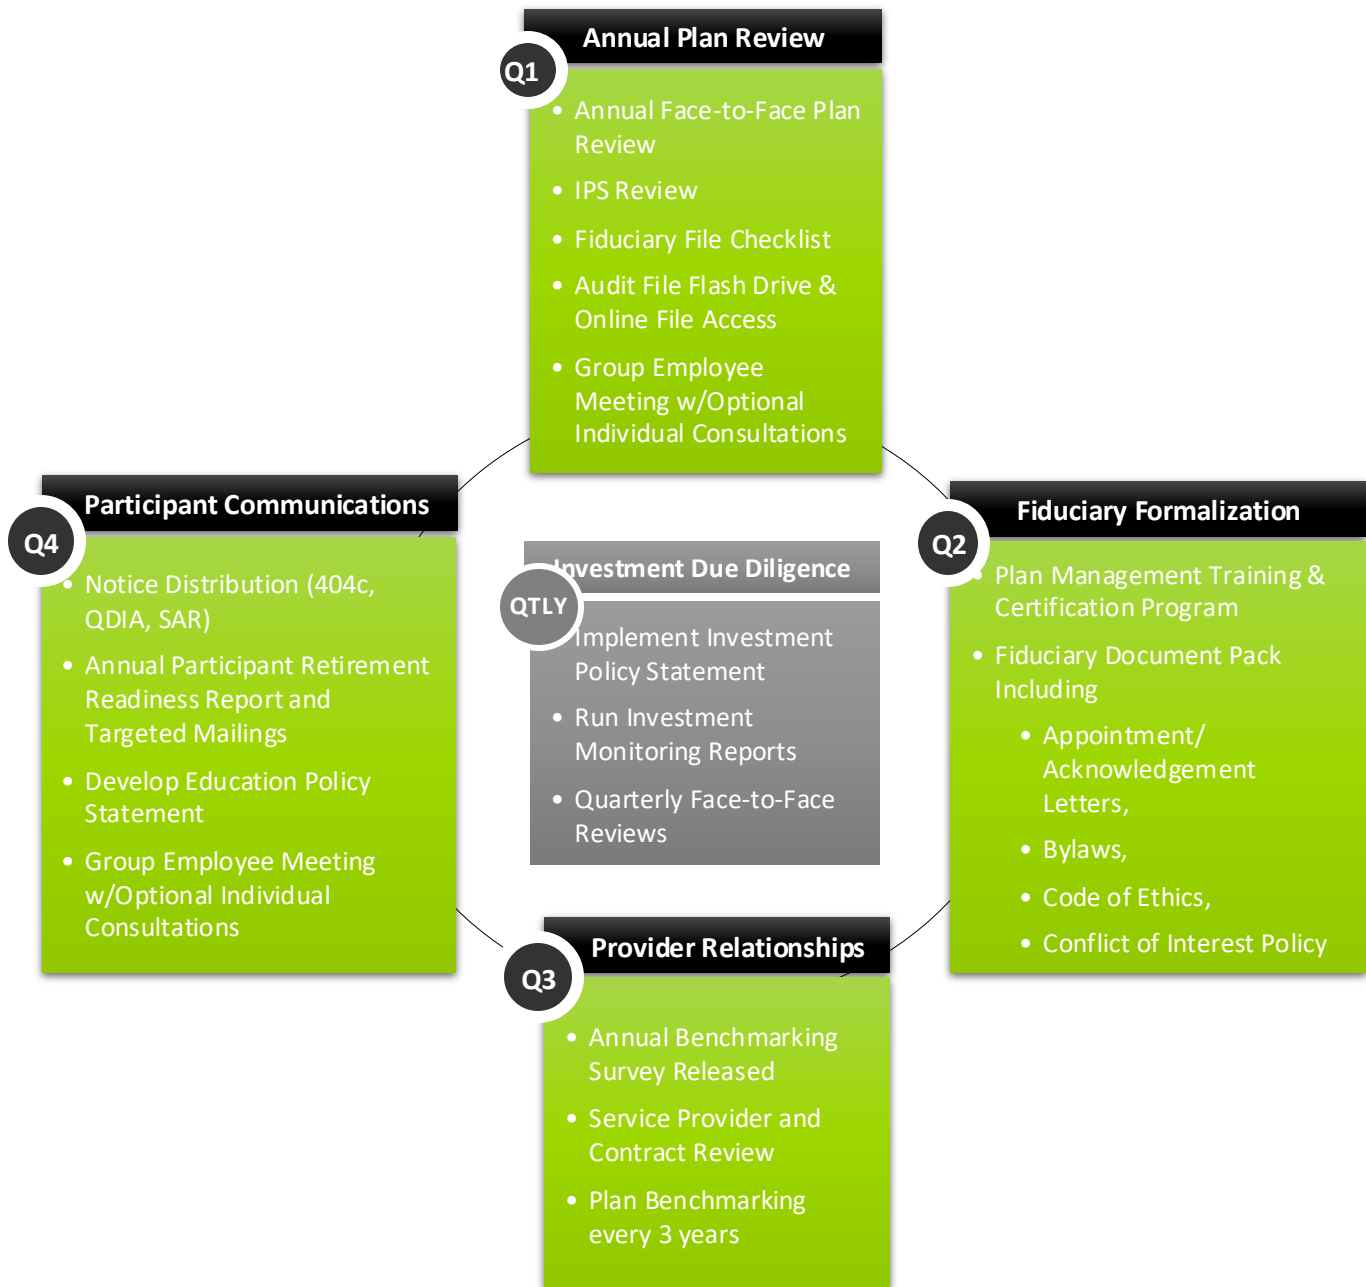 Annual Plan Review
Q1
• Annual Face-to-Face Plan
Review
• IPS Review
• Fiduciary File Checklist
• Audit File Flash Drive &
Online File Access
• Group Employee
Meeting w/Optional
Individual Consultations
Fiduciary Formalization
Q2
• Plan Management Training &
Certification Program
• Fiduciary Document Pack
Including
• Appointment/
Acknowledgement
Letters,
• Bylaws,
• Code of Ethics,
• Conflict of Interest Policy
Provider Relationships
Q3
• Annual Benchmarking
Survey Released
• Service Provider and
Contract Review
• Plan Benchmarking
every 3 years
Participant Communications
Q4
• Notice Distribution (404c,
QDIA, SAR)
• Annual Participant Retirement
Readiness Report and
Targeted Mailings
• Develop Education Policy
Statement
• Group Employee Meeting
w/Optional Individual
Consultations
Investment Due Diligence
QTLY
Implement Investment
Policy Statement
• Run Investment
Monitoring Reports
• Quarterly Face-to-Face
Reviews